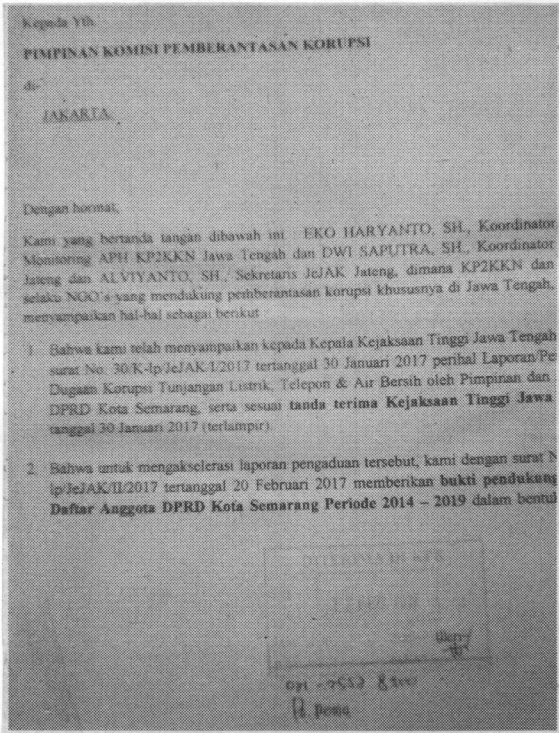 Kepada Yth.
PIMPINAN KOMISI PEMBERANTASAN KORUPSI
di-
JAKARTA.
Dengan hormat,
Kami yang bertanda tangan dibawah ini : EKO HARYANTO, SH., Koordinator
Monitoring APH KP2KKN Jawa Tengah dan DWI SAPUTRA, SH., Koordinator
Jateng dan ALVIYANTO, SH., Sekretaris JeJAK Jateng, dimana KP2KKN dan
selaku NGO's yang mendukung pemberantasan korupsi khususnya di Jawa Tengah,
menyampaikan hal-hal sebagai berikut :
1. Bahwa kami telah menyampaikan kepada Kepala Kejaksaan Tinggi Jawa Tengah
surat No. 30/K-lp/JeJAK/I/2017 tertanggal 30 Januari 2017 perihal Laporan/Pe
Dugaan Korupsi Tunjangan Listrik, Telepon & Air Bersih oleh Pimpinan dan
DPRD Kota Semarang, serta sesuai tanda terima Kejaksaan Tinggi Jawa
tanggal 30 Januari 2017 (terlampir).
2. Bahwa untuk mengakselerasi laporan pengaduan tersebut, kami dengan surat N
lp/JeJAK/II/2017 tertanggal 20 Februari 2017 memberikan bukti pendukung
Daftar Anggota DPRD Kota Semarang Periode 2014 – 2019 dalam bentuk